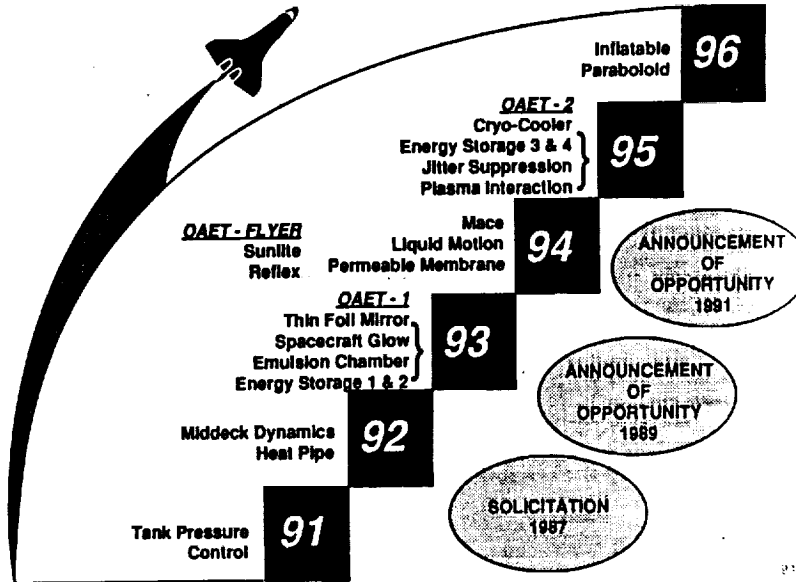 Inflatable
Paraboloid
96
OAET - 2
Cryo-Cooler
Energy Storage 3 & 4
Jitter Suppression
Plasma Interaction
95
OAET - FLYER
Sunlite
Reflex
Mace
Liquid Motion
Permeable Membrane
94
ANNOUNCEMENT
OF
OPPORTUNITY
1991
OAET - 1
Thin Foil Mirror
Spacecraft Glow
Emulsion Chamber
Energy Storage 1 & 2
93
ANNOUNCEMENT
OF
OPPORTUNITY
1989
Middeck Dynamics
Heat Pipe
92
SOLICITATION
1987
Tank Pressure
Control
91